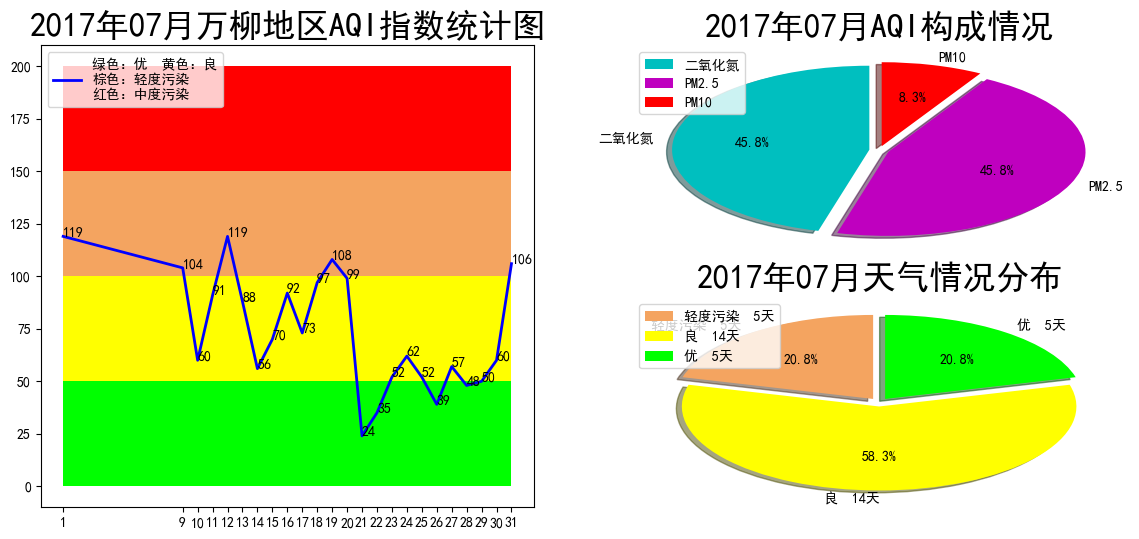 2017年07月万柳地区AQI指数统计图
绿色：优　黄色：良
棕色：轻度污染
红色：中度污染
200
175
150
125
100
75
50
25
0
119
104
60
91
119
88
56
70
92
73
97
108
99
24
35
52
62
52
39
57
48
50
60
106
1 9 10 11 12 13 14 15 16 17 18 19 20 21 22 23 24 25 26 27 28 29 30 31
2017年07月AQI构成情况
二氧化氮
PM2.5
PM10
PM10
8.3%
二氧化氮
45.8%
45.8%
PM2.5
2017年07月天气情况分布
轻度污染　5天
良　14天
优　5天
轻度污染　5天
优　5天
20.8%
20.8%
58.3%
良　14天